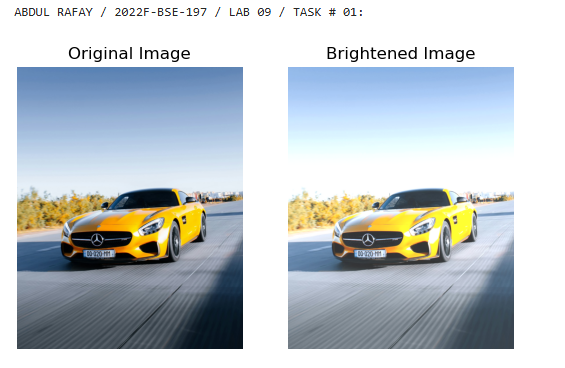 ABDUL RAFAY / 2022F-BSE-197 / LAB 09 / TASK # 01:
Original Image
Brightened Image